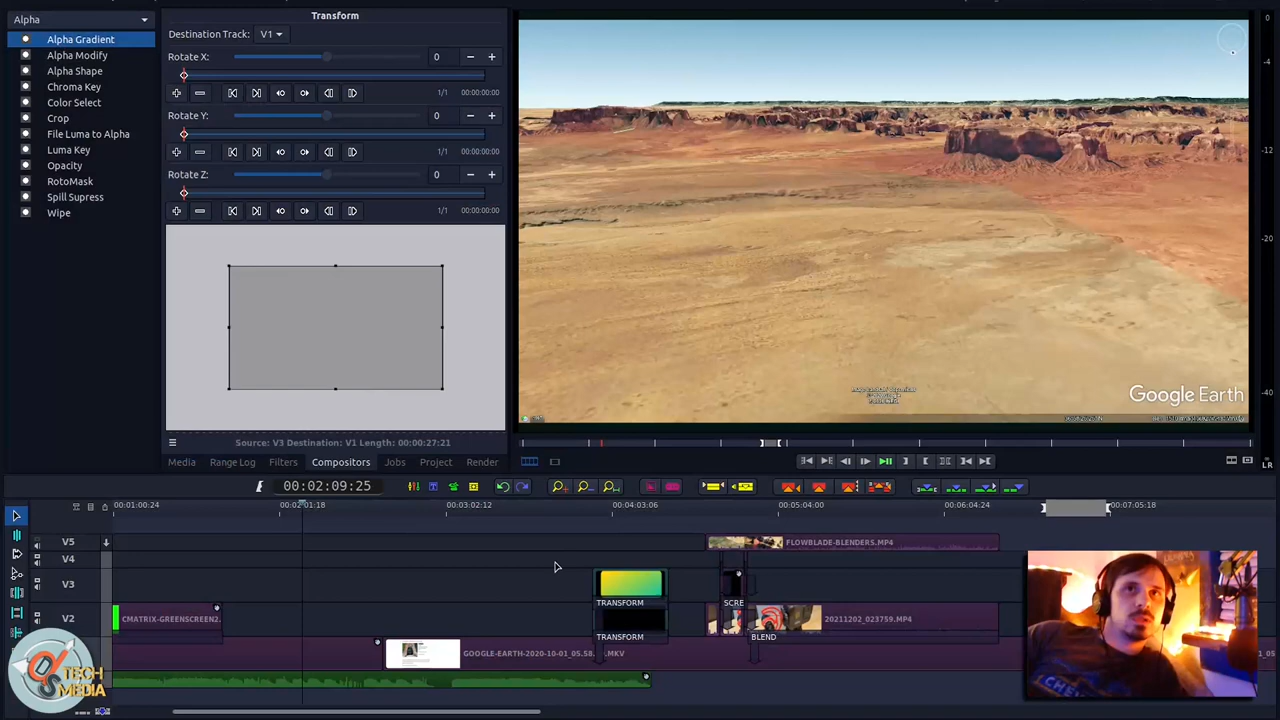 Alpha
Alpha Gradient
Alpha Modify
Alpha Shape
Chroma Key
Color Select
Crop
File Luma to Alpha
Luma Key
Opacity
RotoMask
Spill Supress
Wipe
Transform
Destination Track: V1
Rotate X: 0
1/1 00:00:00:00
Rotate Y: 0
1/1 00:00:00:00
Rotate Z: 0
1/1 00:00:00:00
Source: V3 Destination: V1 Length: 00:00:27:21
Media Range Log Filters Compositors Jobs Project Render
Google Earth
0
-4
-12
-20
-40
L R
00:02:09:25
00:01:00:24 00:02:01:18 00:03:02:12 00:04:03:06 00:05:04:00 00:06:04:24 00:07:05:18
V5 FLOWBLADE-BLENDERS.MP4
V4
V3
TRANSFORM SCRE
V2 CMATRIX-GREENSCREEN2. 20211202_023759.MP4
TRANSFORM BLEND
GOOGLE-EARTH-2020-10-01_05.58. .MKV
TECH
MEDIA